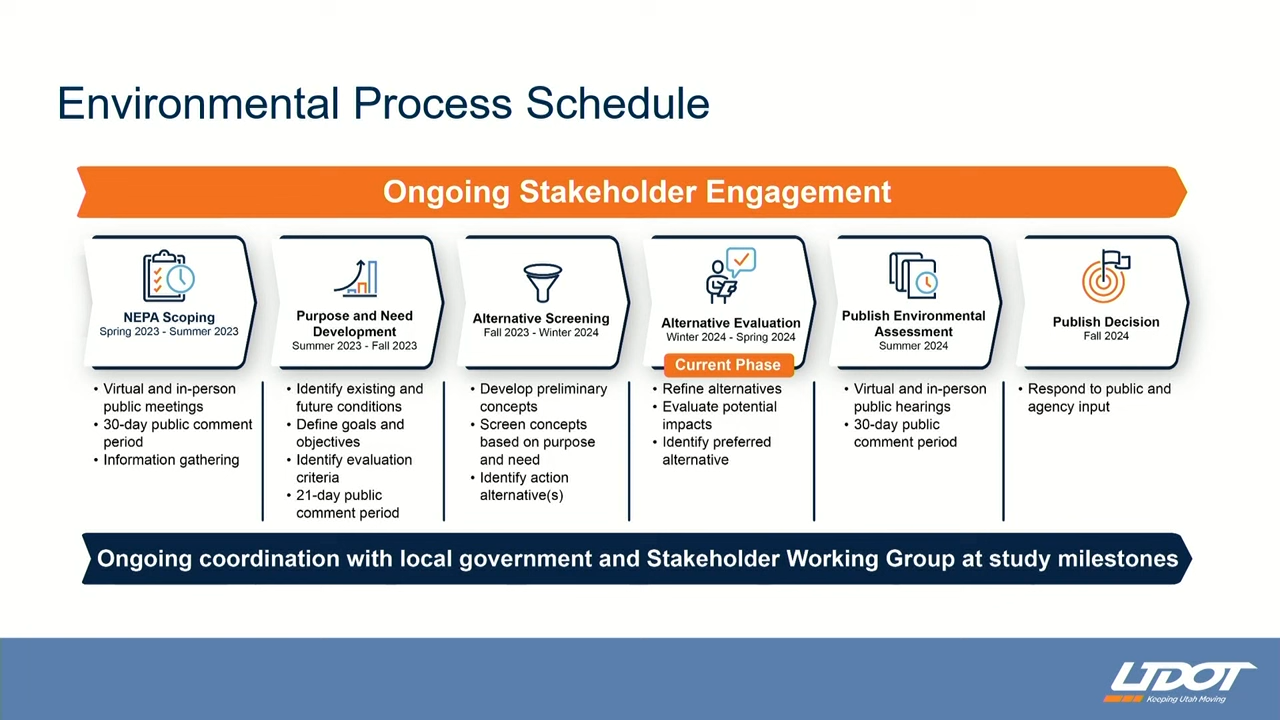 Environmental Process Schedule
Ongoing Stakeholder Engagement
NEPA Scoping
Spring 2023 - Summer 2023
• Virtual and in-person
public meetings
• 30-day public comment
period
• Information gathering
Purpose and Need
Development
Summer 2023 - Fall 2023
• Identify existing and
future conditions
• Define goals and
objectives
• Identify evaluation
criteria
• 21-day public
comment period
Alternative Screening
Fall 2023 - Winter 2024
• Develop preliminary
concepts
• Screen concepts
based on purpose
and need
• Identify action
alternative(s)
Alternative Evaluation
Winter 2024 - Spring 2024
Current Phase
• Refine alternatives
• Evaluate potential
impacts
• Identify preferred
alternative
Publish Environmental
Assessment
Summer 2024
• Virtual and in-person
public hearings
• 30-day public
comment period
Publish Decision
Fall 2024
• Respond to public and
agency input
Ongoing coordination with local government and Stakeholder Working Group at study milestones
UDOT
Keeping Utah Moving